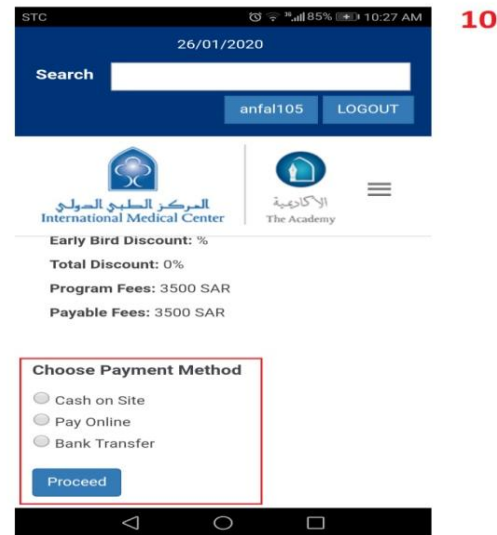 10
STC 85% 10:27 AM
26/01/2020
Search
anfal105 LOGOUT
المركز الطبي الدولي
International Medical Center
الأكاديمية
The Academy
Early Bird Discount: %
Total Discount: 0%
Program Fees: 3500 SAR
Payable Fees: 3500 SAR
Choose Payment Method
Cash on Site
Pay Online
Bank Transfer
Proceed